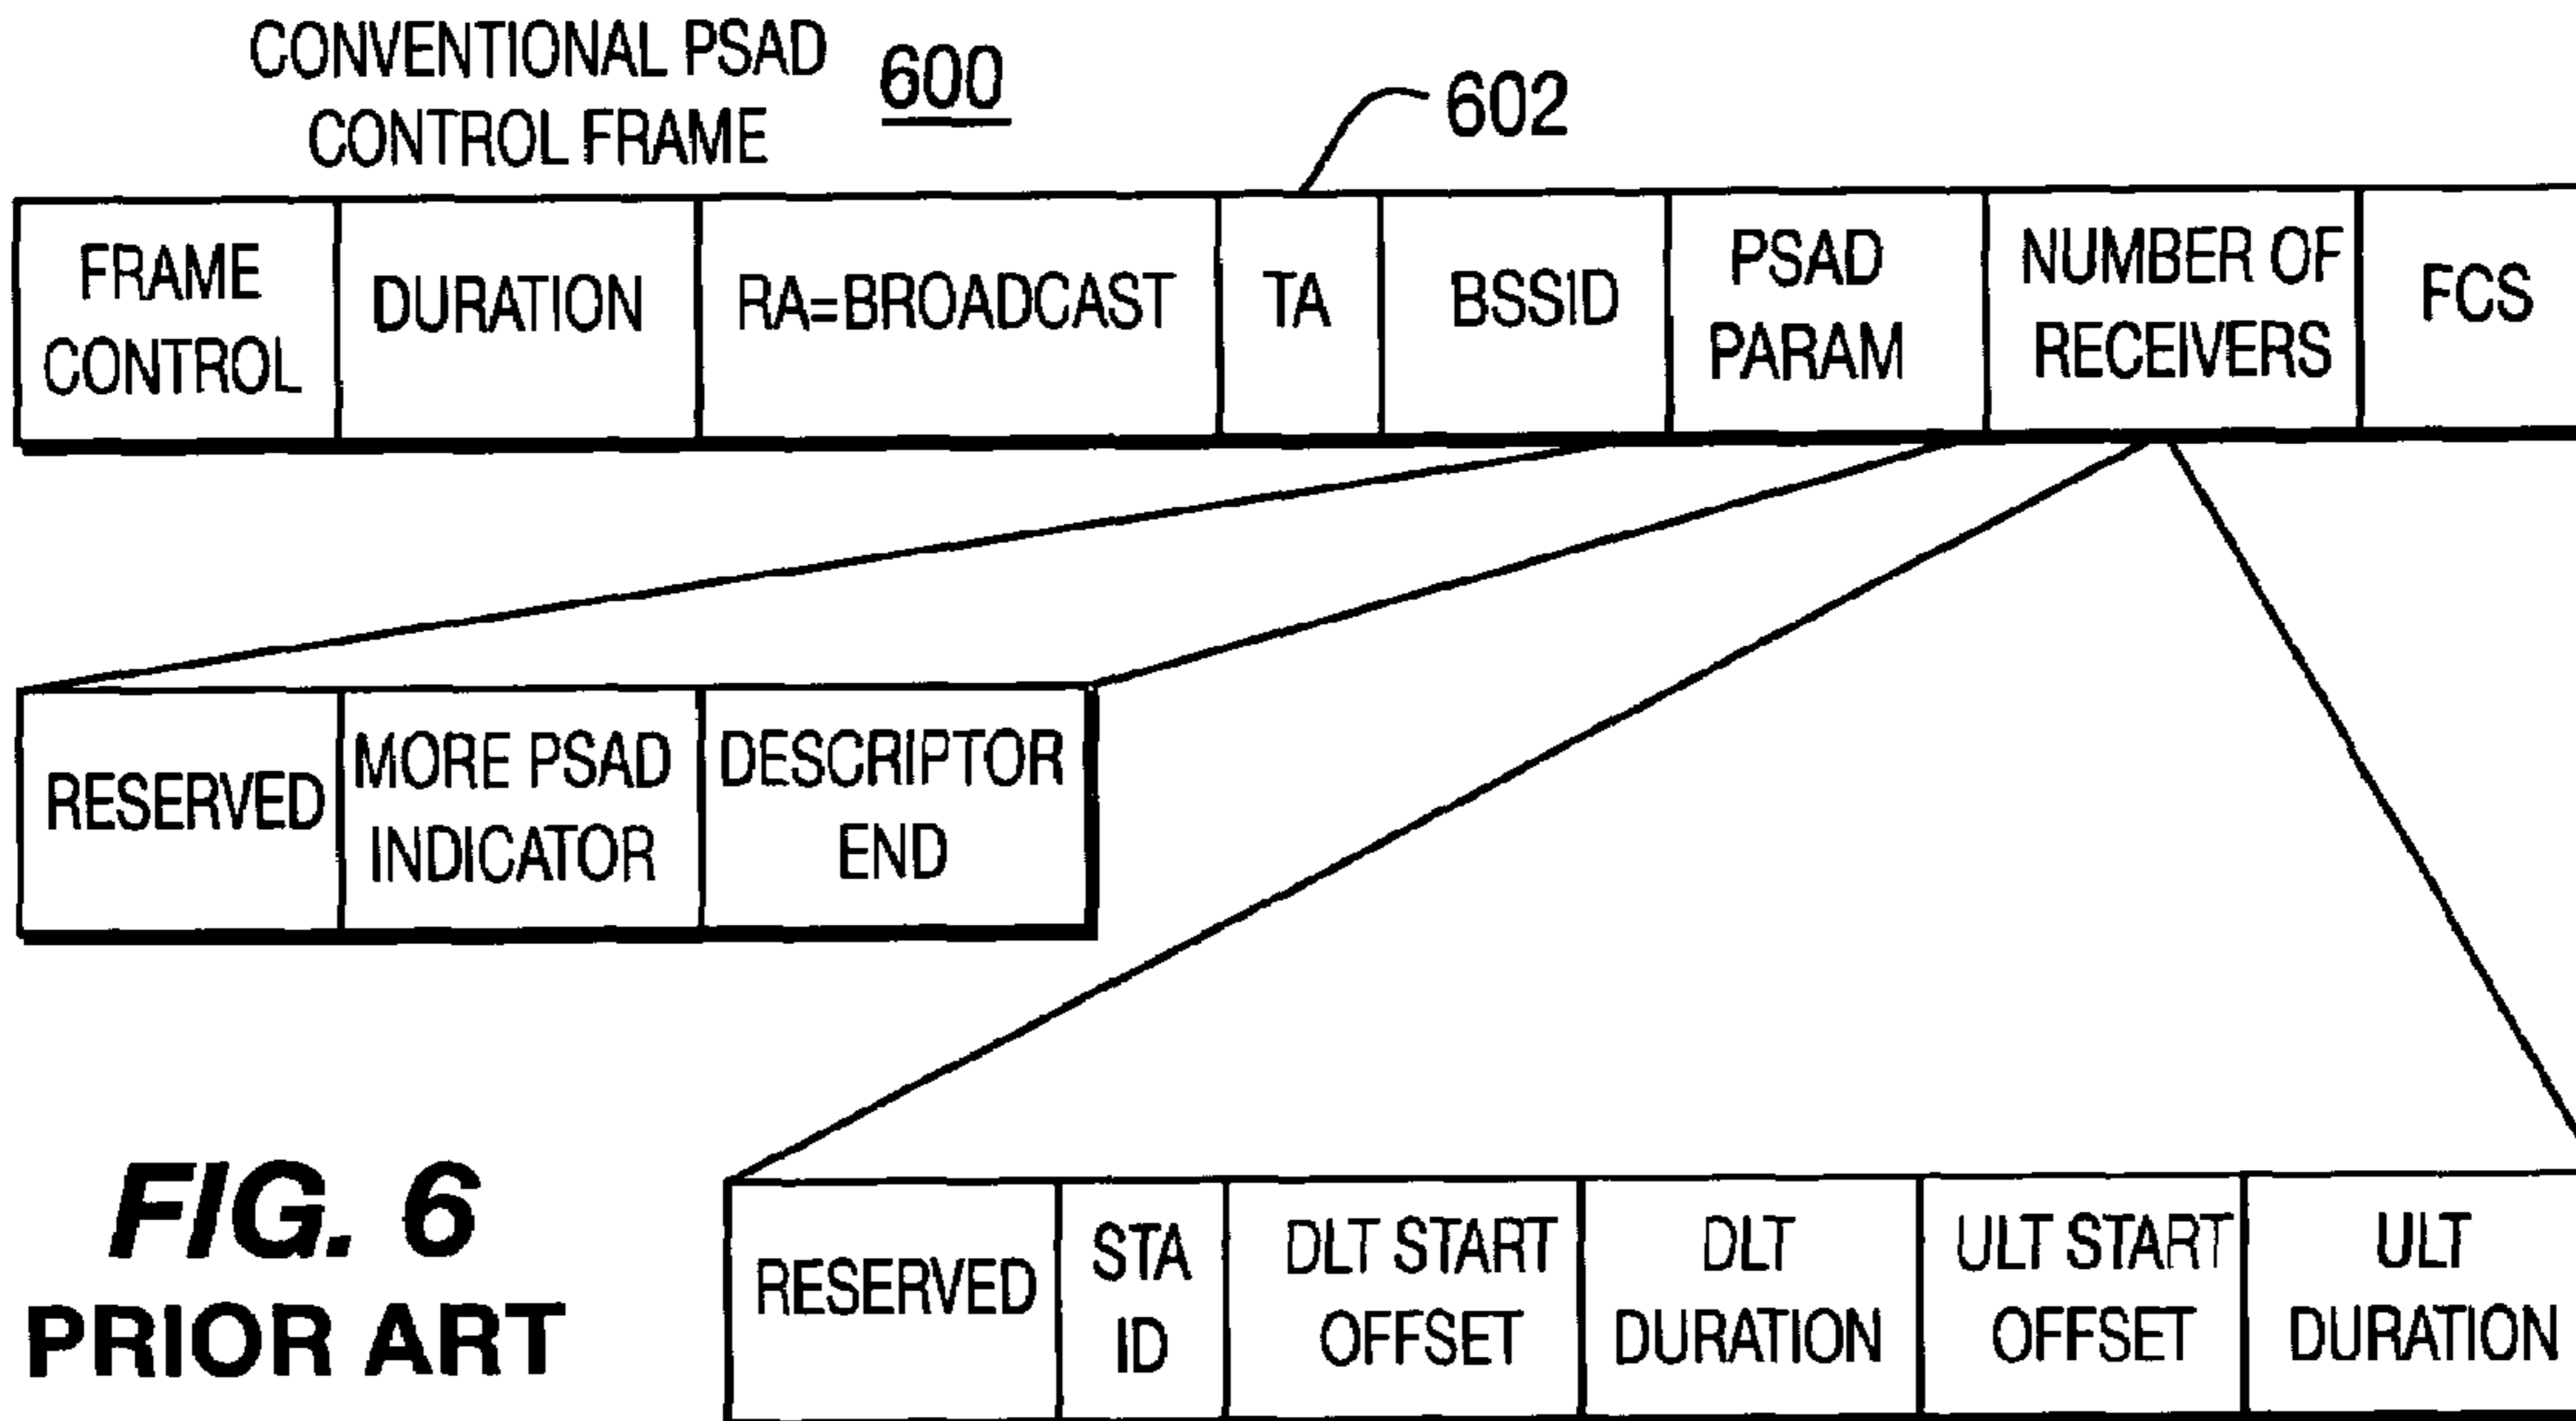 CONVENTIONAL PSAD
CONTROL FRAME
600
602
FRAME
CONTROL
DURATION
RA=BROADCAST
TA
BSSID
PSAD
PARAM
NUMBER OF
RECEIVERS
FCS
RESERVED
MORE PSAD
INDICATOR
DESCRIPTOR
END
RESERVED
STA
ID
DLT START
OFFSET
DLT
DURATION
ULT START
OFFSET
ULT
DURATION
FIG. 6
PRIOR ART